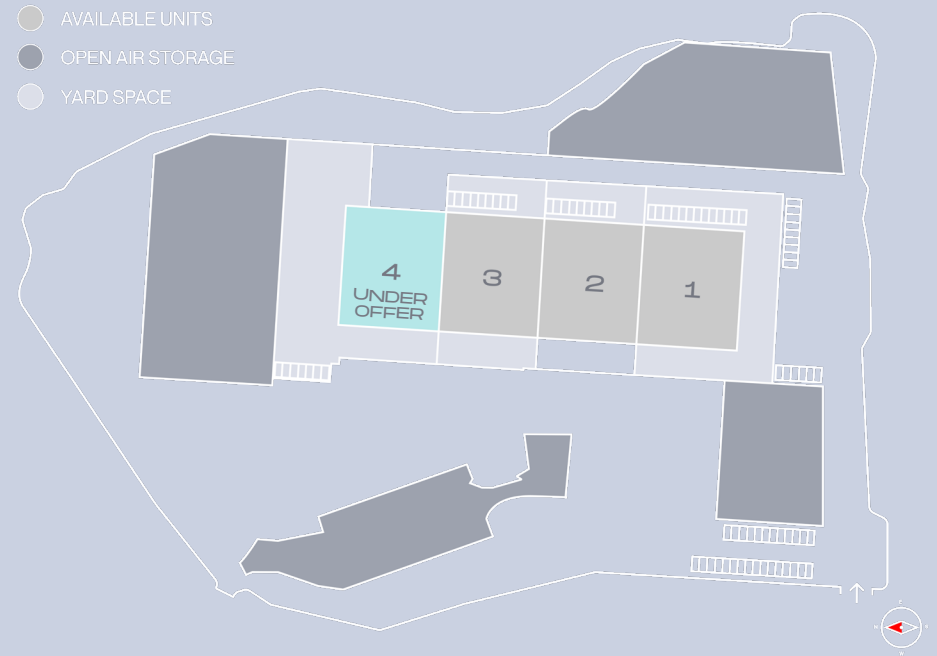 AVAILABLE UNITS
OPEN AIR STORAGE
YARD SPACE
4
UNDER
OFFER
3
2
1